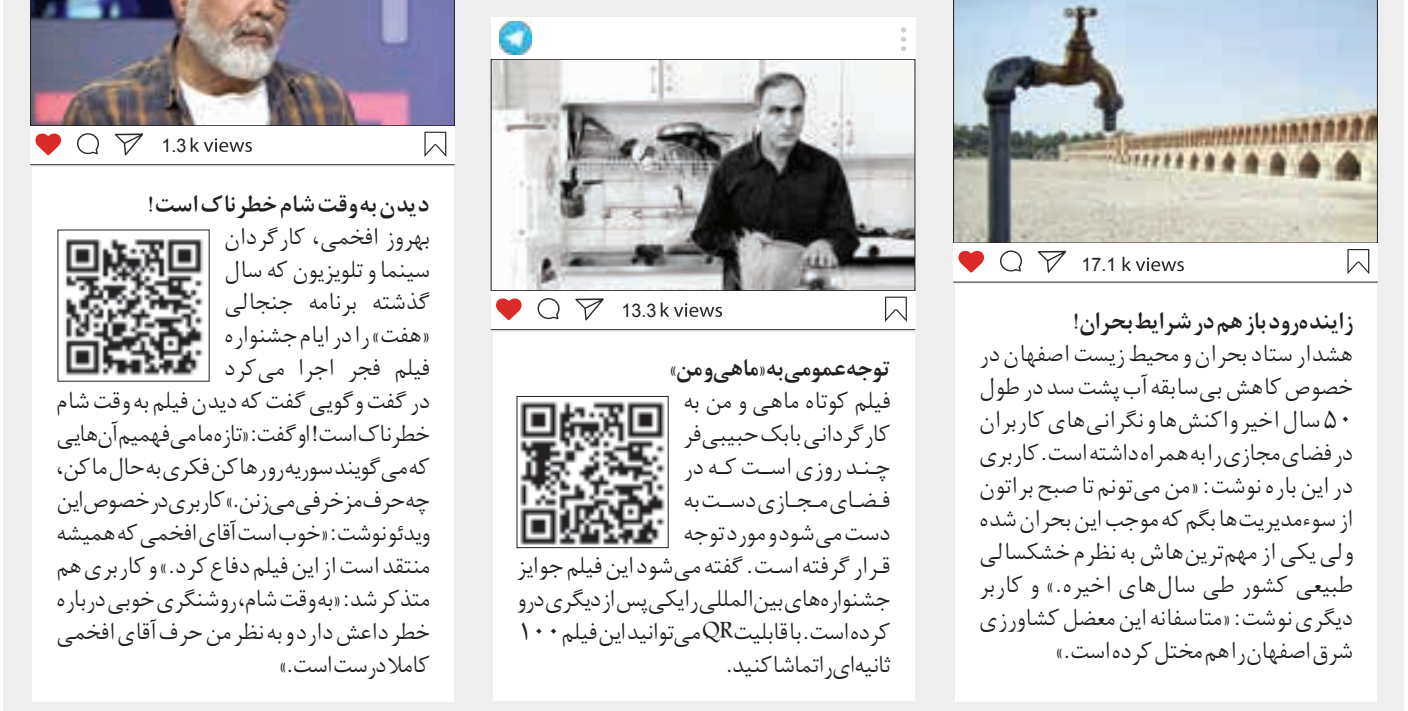 17.1 k views
زاینده‌رود باز هم در شرایط بحران!
هشدار ستاد بحران و محیط زیست اصفهان در
خصوص کاهش بی‌سابقه آب پشت سد در طول
۵۰ سال اخیر واکنش‌ها و نگرانی‌های کاربران
در فضای مجازی را به همراه داشته است. کاربری
در این باره نوشت: «من می‌تونم تا صبح براتون
از سوءمدیریت‌ها بگم که موجب این بحران شده
ولی یکی از مهم‌ترین‌هاش به نظرم خشکسالی
طبیعی کشور طی سال‌های اخیره.» و کاربر
دیگری نوشت: «متاسفانه این معضل کشاورزی
شرق اصفهان را هم مختل کرده است.»
13.3 k views
توجه عمومی به «ماهی و من»
فیلم کوتاه ماهی و من به
کارگردانی بابک حبیبی‌فر
چند روزی است که در
فضای مجازی دست به
دست می‌شود و مورد توجه
قرار گرفته است. گفته می‌شود این فیلم جوایز
جشنواره‌های بین‌المللی را یکی پس از دیگری درو
کرده است. با قابلیت QR می‌توانید این فیلم ۱۰۰
ثانیه‌ای را تماشا کنید.
1.3 k views
دیدن به وقت شام خطرناک است!
بهروز افخمی، کارگردان
سینما و تلویزیون که سال
گذشته برنامه جنجالی
«هفت» را در ایام جشنواره
فیلم فجر اجرا می‌کرد
در گفت و گویی گفت که دیدن فیلم به وقت شام
خطرناک است! او گفت: «تازه ما می فهمیم آن‌هایی
که می گویند سوریه رو رها کن فکری به حال ما کن،
چه حرف مزخرفی می‌زنن.» کاربری در خصوص این
ویدئو نوشت: «خوب است آقای افخمی که همیشه
منتقد است از این فیلم دفاع کرد.» و کاربری هم
متذکر شد: «به وقت شام، روشنگری خوبی درباره
خطر داعش دارد و به نظر من حرف آقای افخمی
کاملا درست است.»